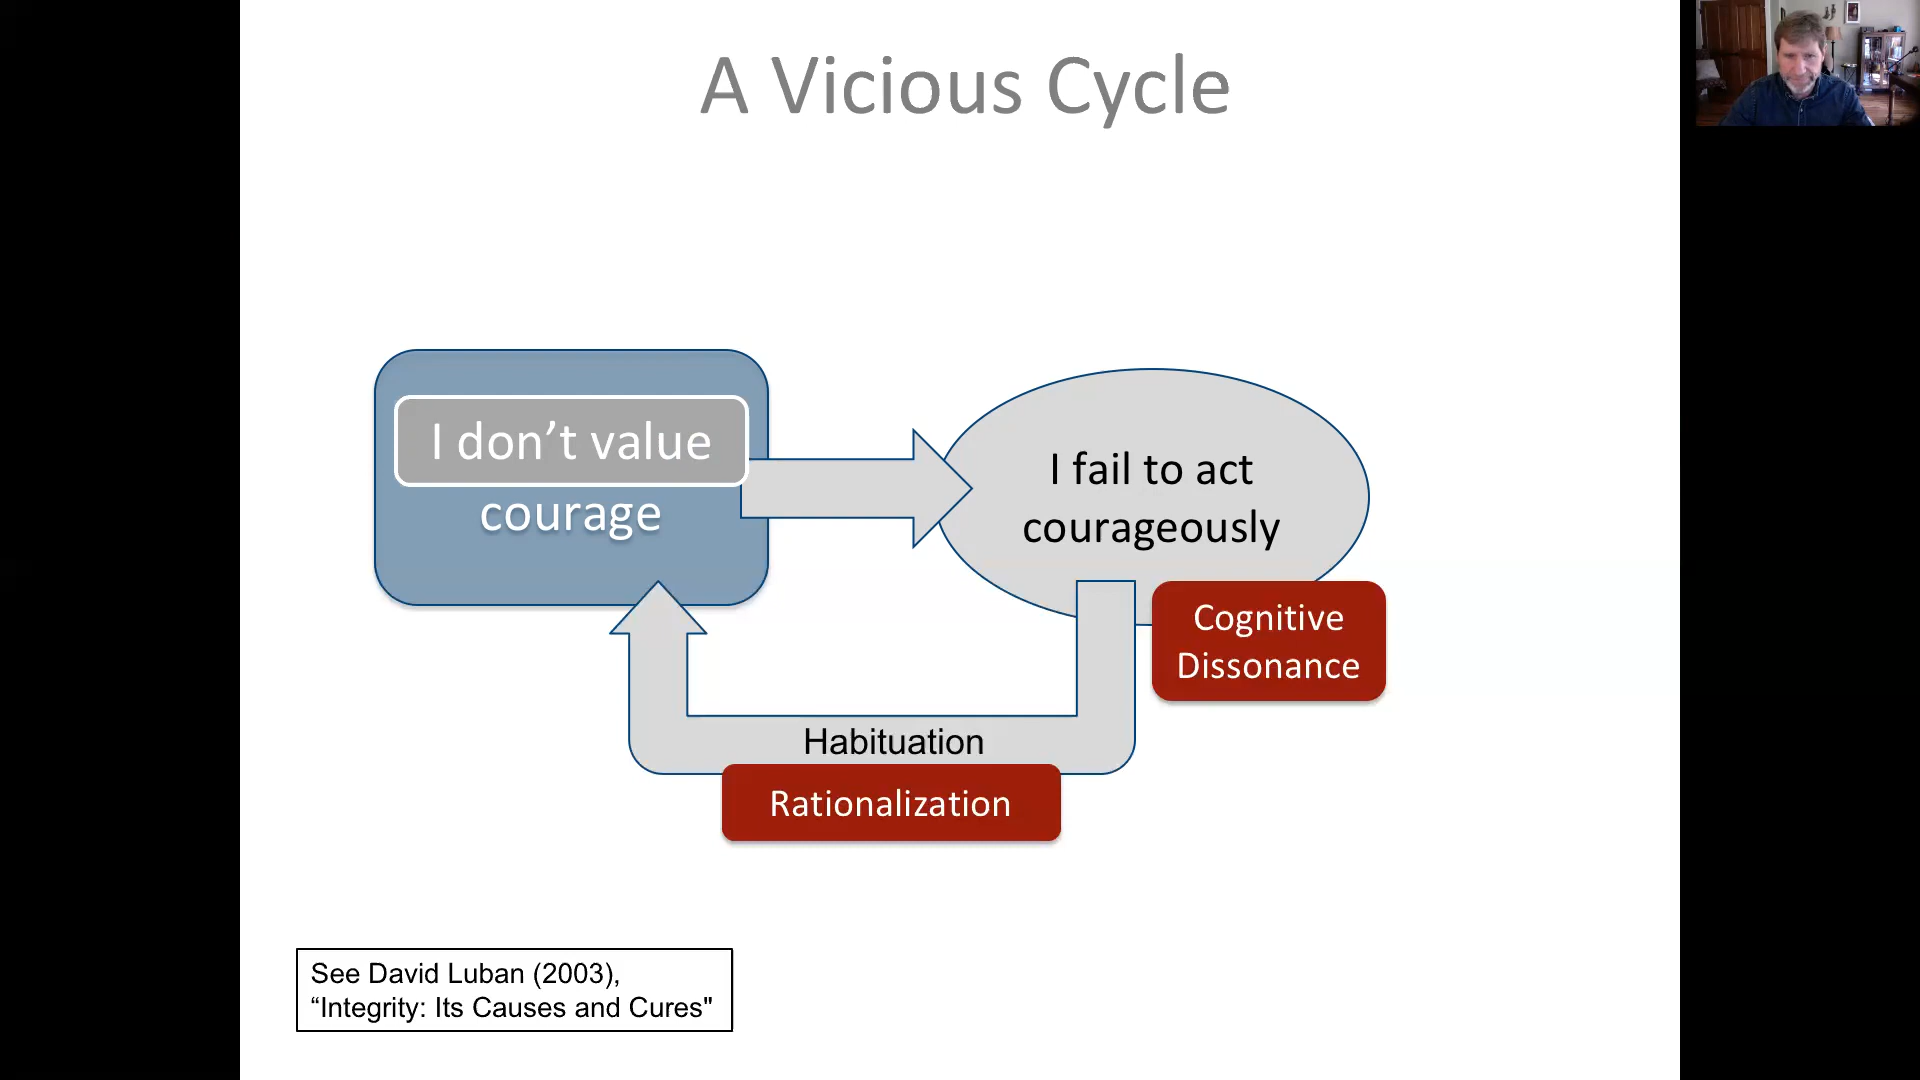 A Vicious Cycle
I don’t value
courage
I fail to act
courageously
Cognitive
Dissonance
Habituation
Rationalization
See David Luban (2003),
“Integrity: Its Causes and Cures"